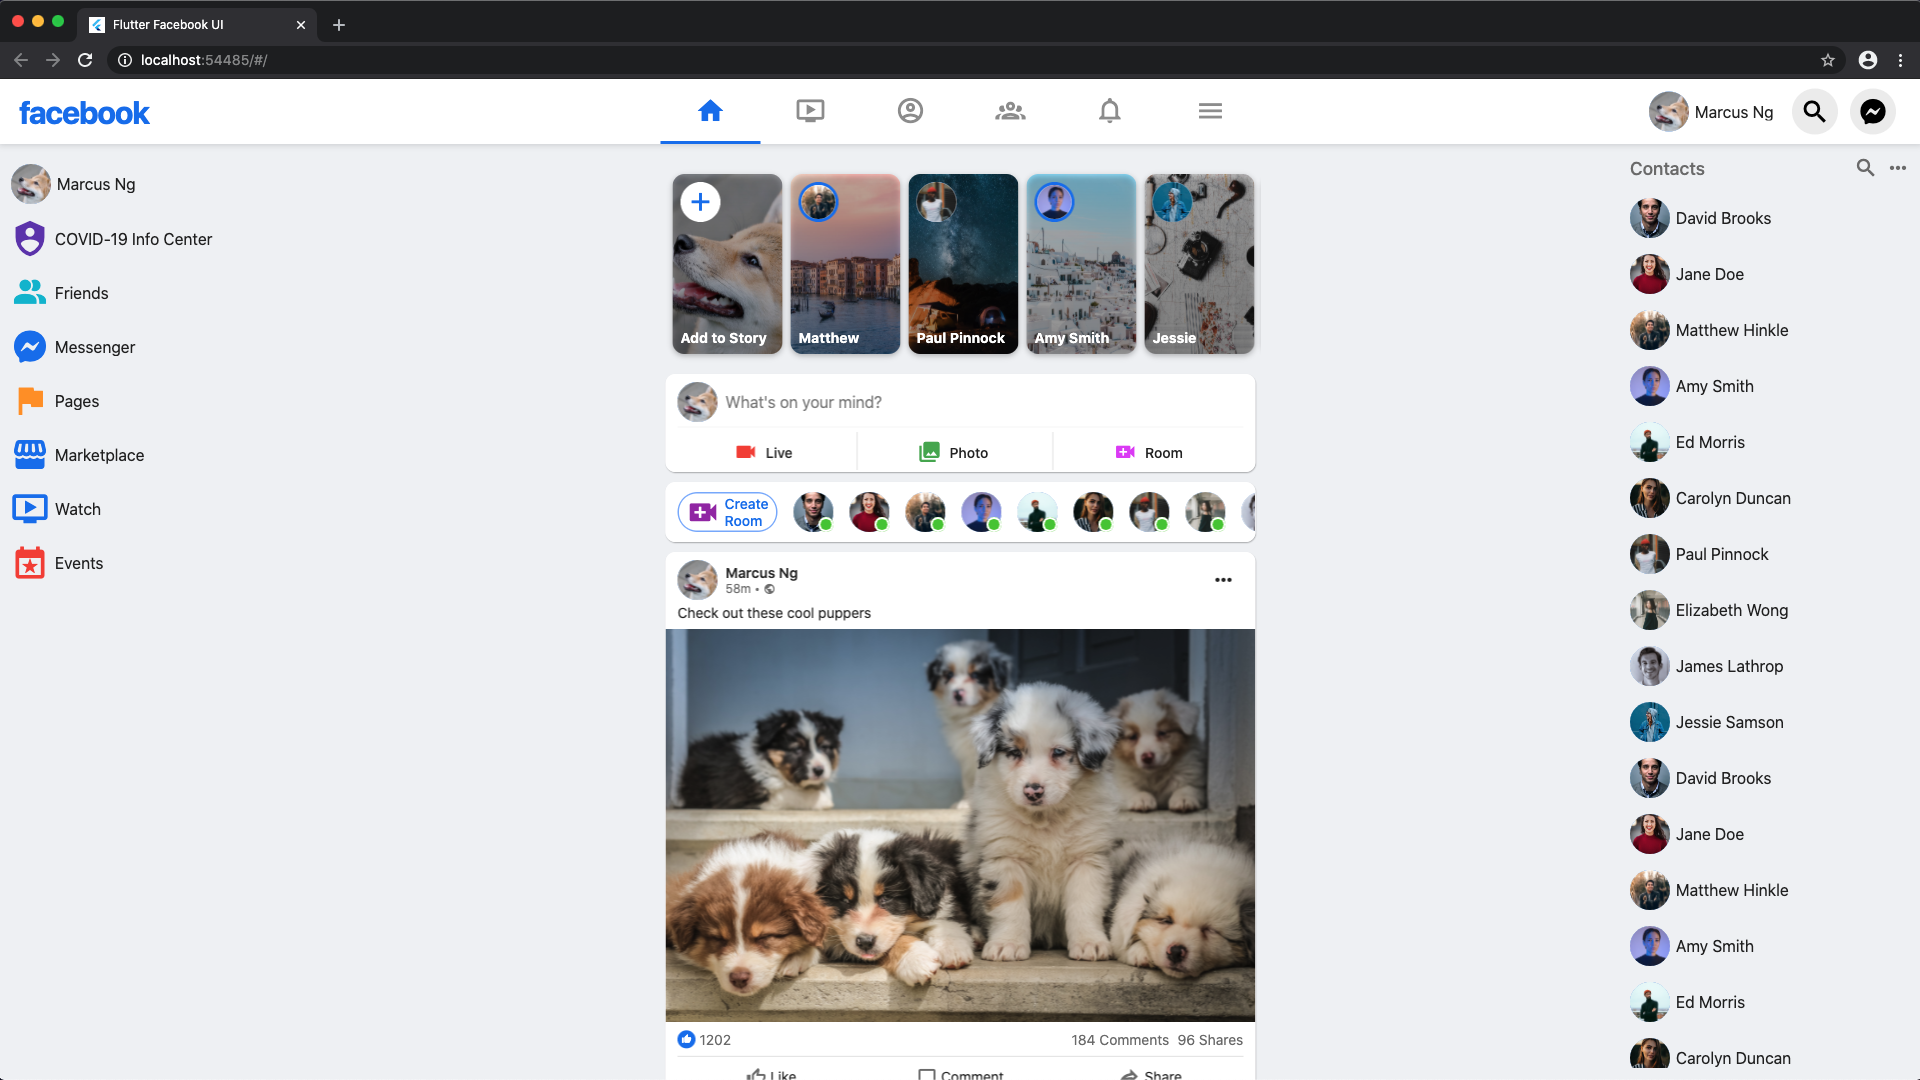 Flutter Facebook UI
localhost:54485/#/
facebook
Marcus Ng
Marcus Ng
COVID-19 Info Center
Friends
Messenger
Pages
Marketplace
Watch
Events
Add to Story
Matthew
Paul Pinnock
Amy Smith
Jessie
What's on your mind?
Live
Photo
Room
Create
Room
Marcus Ng
58m •
Check out these cool puppers
1202
184 Comments 96 Shares
Like
Comment
Share
Contacts
David Brooks
Jane Doe
Matthew Hinkle
Amy Smith
Ed Morris
Carolyn Duncan
Paul Pinnock
Elizabeth Wong
James Lathrop
Jessie Samson
David Brooks
Jane Doe
Matthew Hinkle
Amy Smith
Ed Morris
Carolyn Duncan